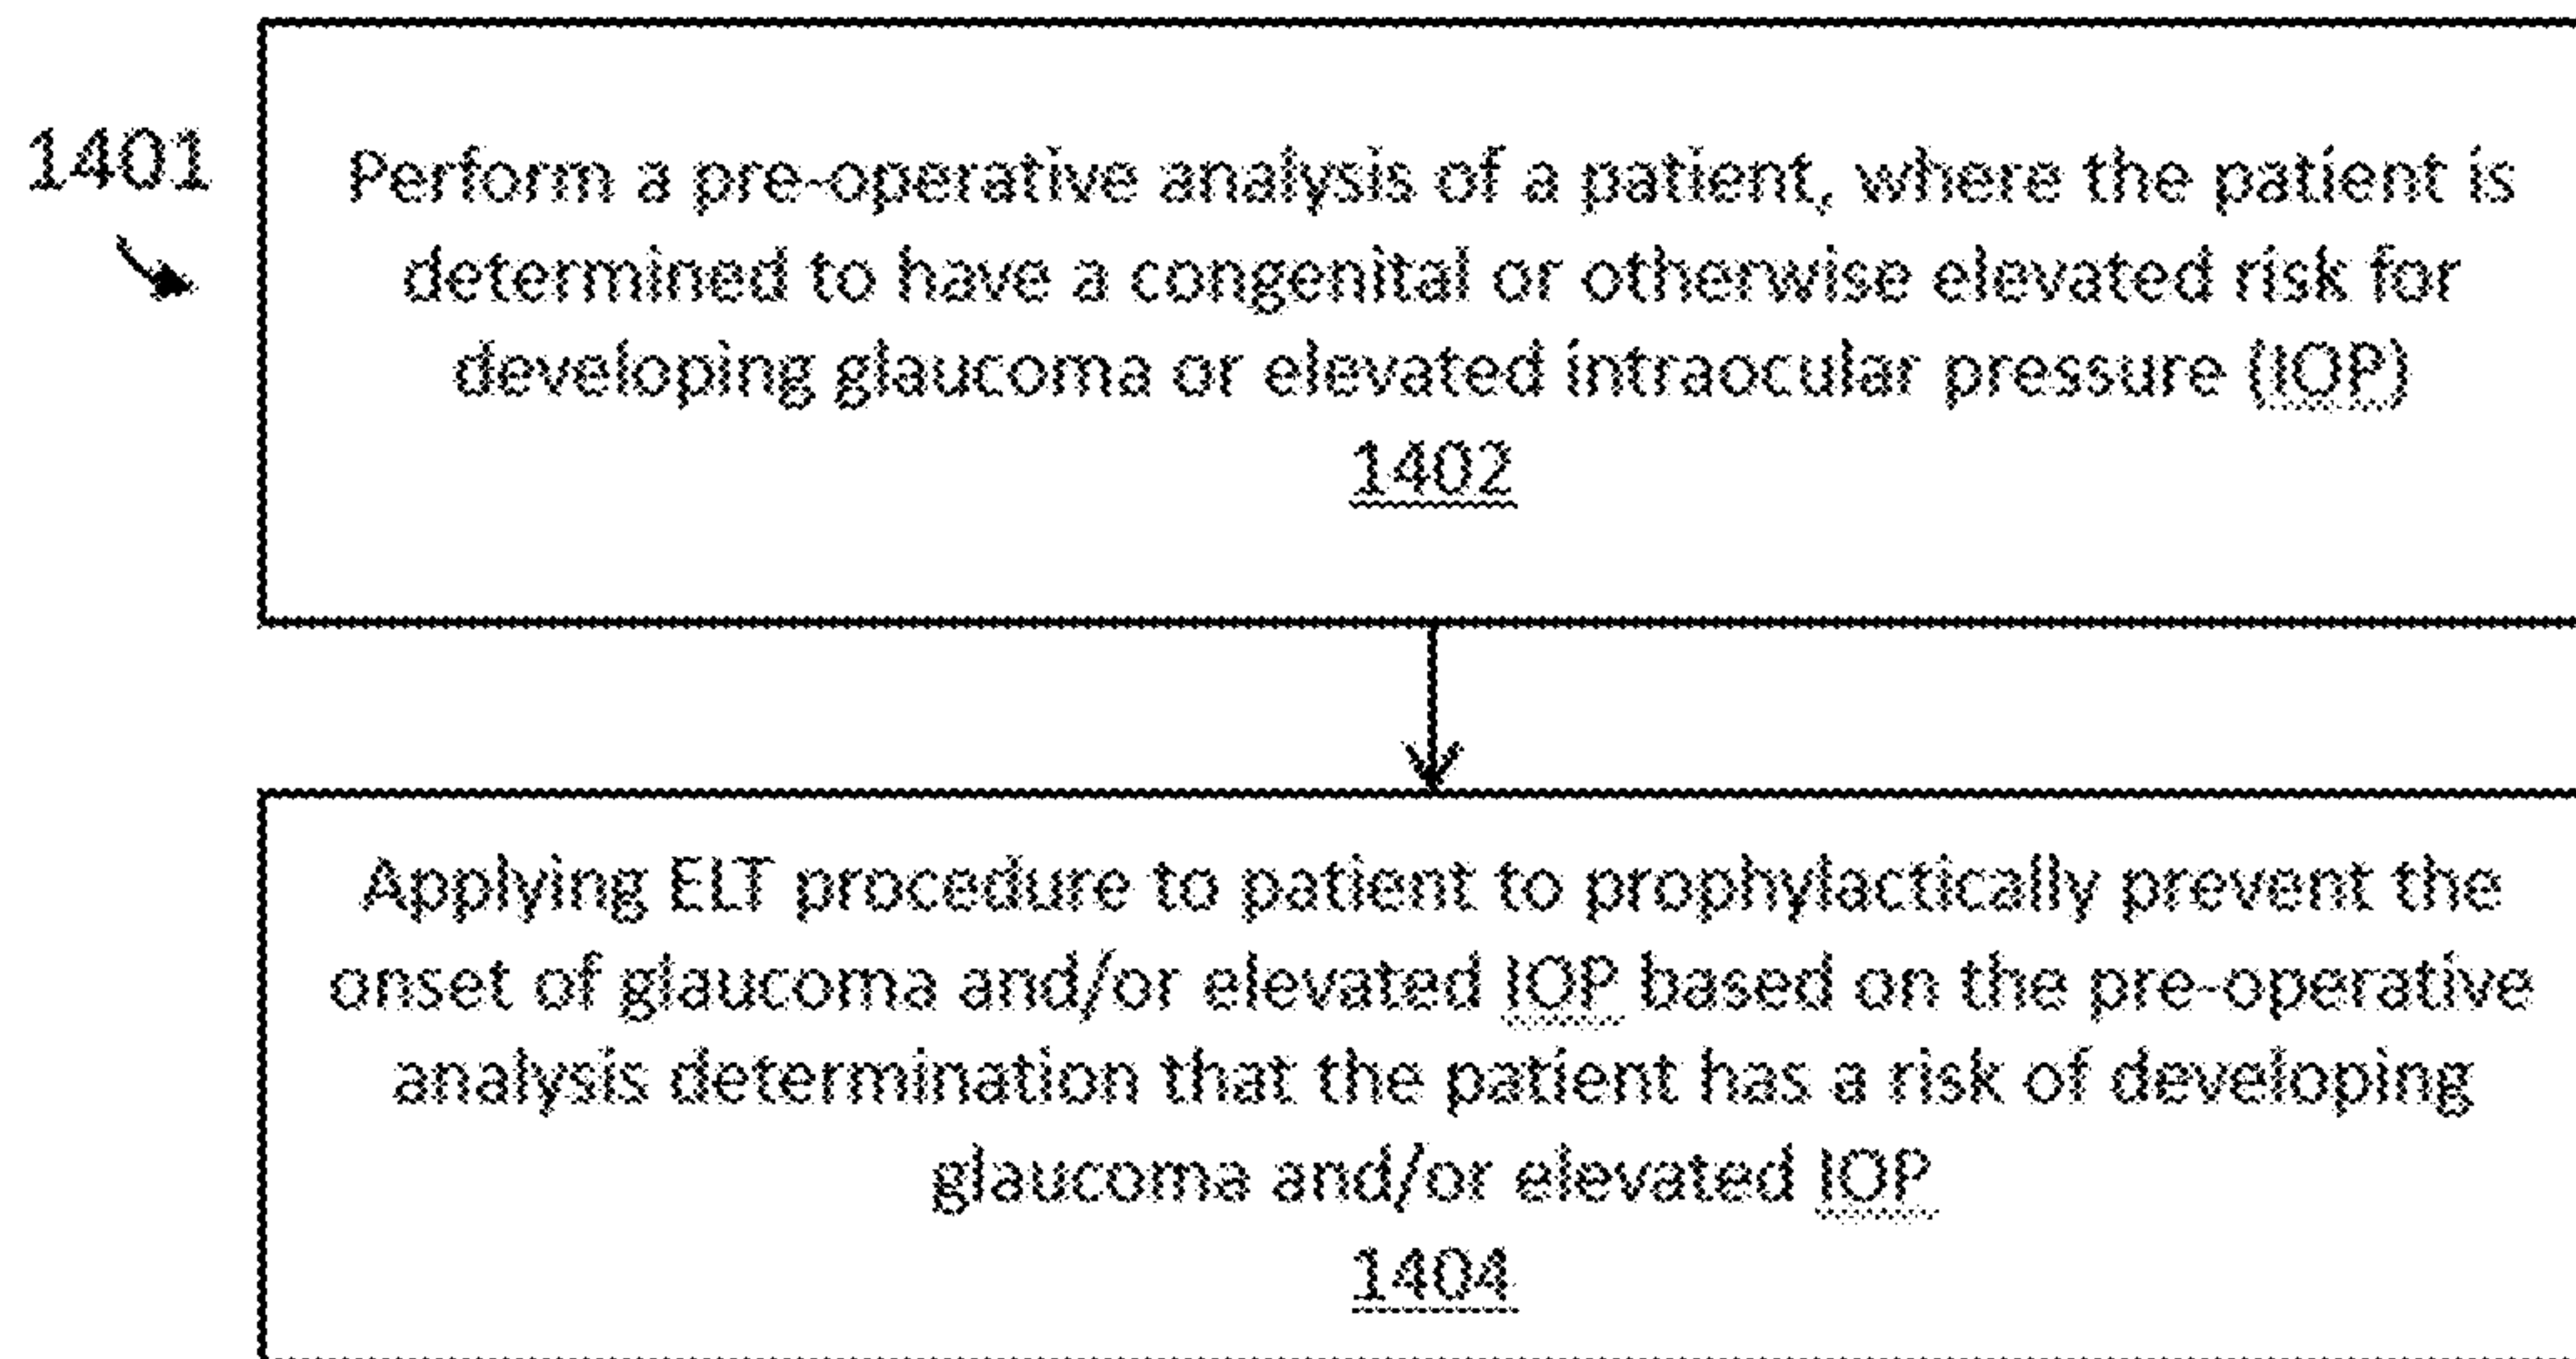 1401
Perform a pre-operative analysis of a patient, where the patient is
determined to have a congenital or otherwise elevated risk for
developing glaucoma or elevated intraocular pressure (IOP)
1402
Applying ELT procedure to patient to prophylactically prevent the
onset of glaucoma and/or elevated IOP based on the pre-operative
analysis determination that the patient has a risk of developing
glaucoma and/or elevated IOP
1404